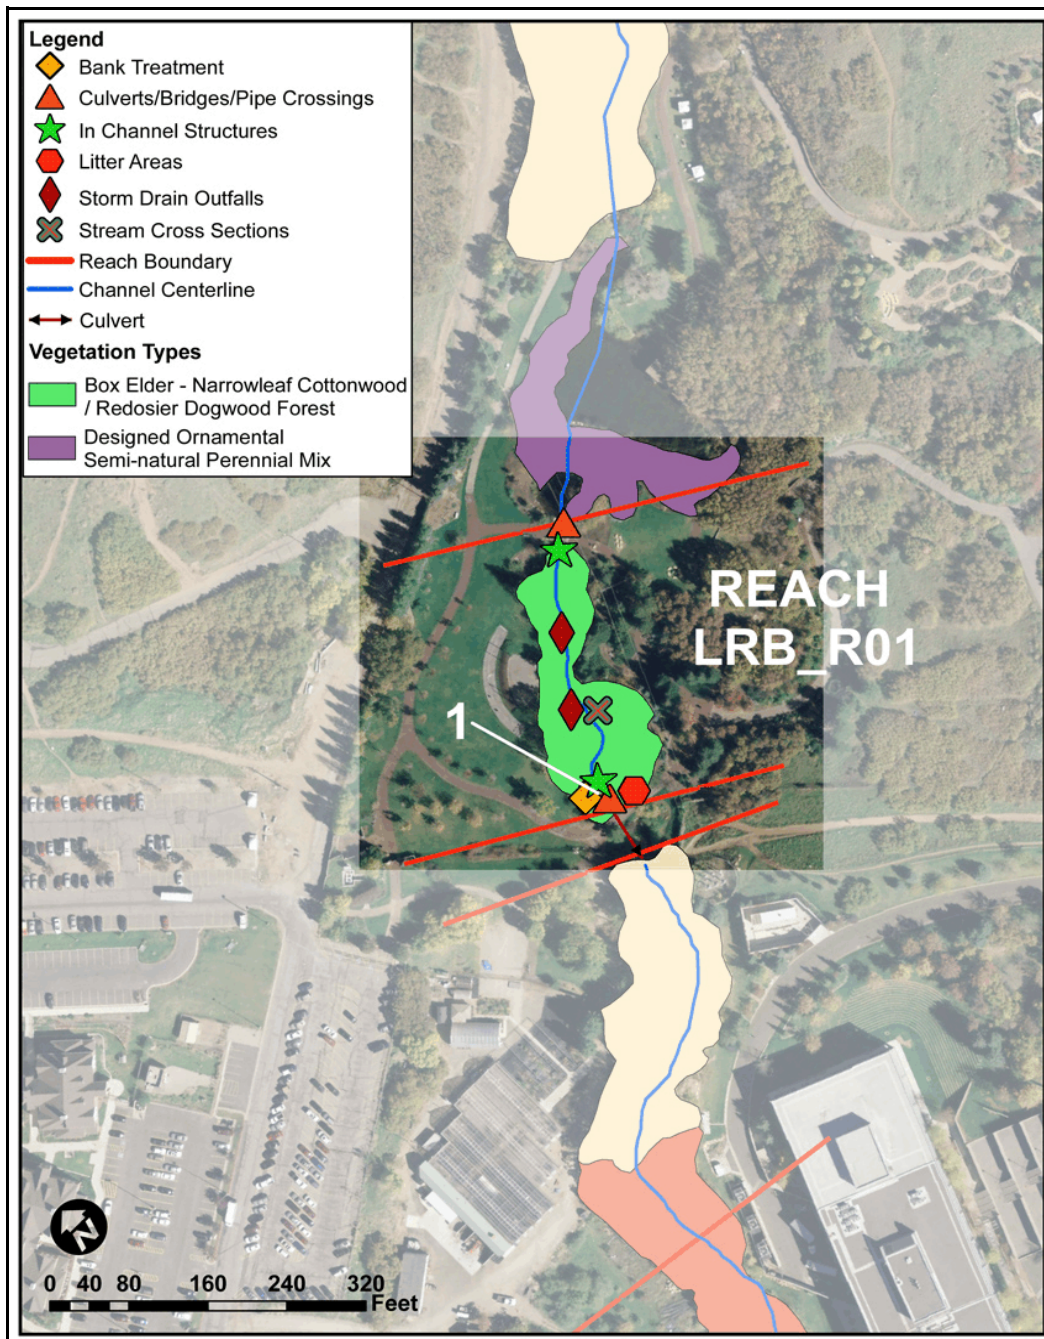 Legend
Bank Treatment
Culverts/Bridges/Pipe Crossings
In Channel Structures
Litter Areas
Storm Drain Outfalls
Stream Cross Sections
Reach Boundary
Channel Centerline
Culvert
Vegetation Types
Box Elder - Narrowleaf Cottonwood
/ Redosier Dogwood Forest
Designed Ornamental
Semi-natural Perennial Mix
REACH
LRB_R01
1
N
0 40 80 160 240 320
Feet